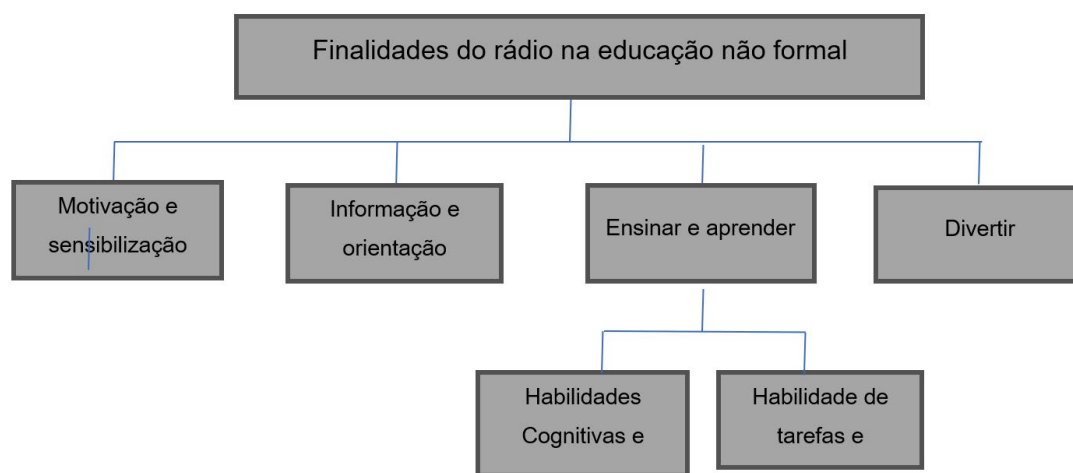 Finalidades do rádio na educação não formal
Motivação e
sensibilização
Informação e
orientação
Ensinar e aprender
Divertir
Habilidades
Cognitivas e
Habilidade de
tarefas e